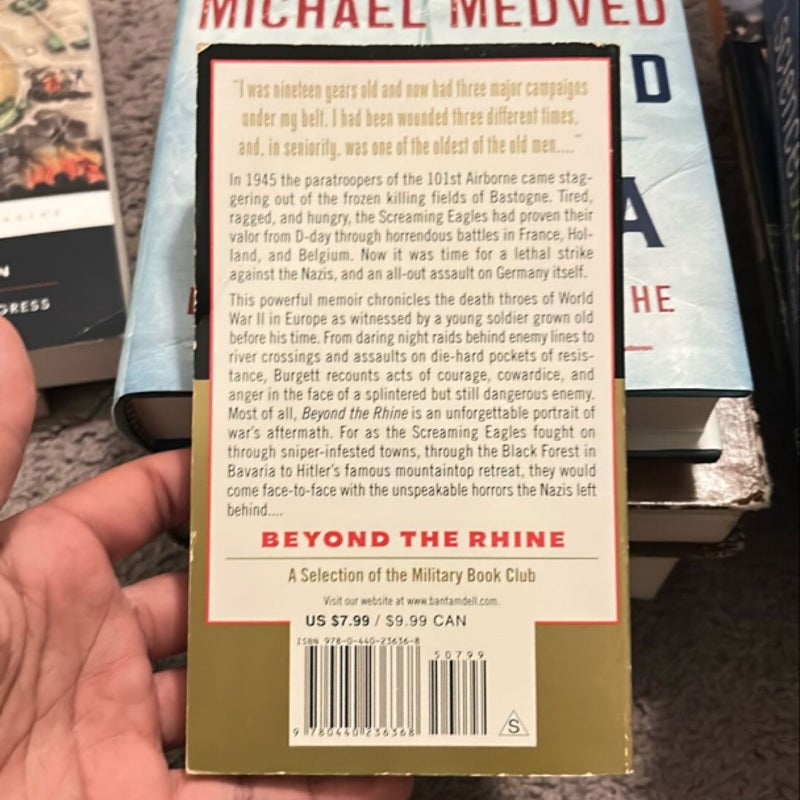 MICHAEL MEDVED
D
A
HE
N
GRESS
"I was nineteen years old and now had three major campaigns
under my belt. I had been wounded three different times,
and, in seniority, was one of the oldest of the old men...."
In 1945 the paratroopers of the 101st Airborne came stag-
gering out of the frozen killing fields of Bastogne. Tired,
ragged, and hungry, the Screaming Eagles had proven their
valor from D-day through horrendous battles in France, Hol-
land, and Belgium. Now it was time for a lethal strike
against the Nazis, and an all-out assault on Germany itself.
This powerful memoir chronicles the death throes of World
War II in Europe as witnessed by a young soldier grown old
before his time. From daring night raids behind enemy lines to
river crossings and assaults on die-hard pockets of resis-
tance, Burgett recounts acts of courage, cowardice, and
anger in the face of a splintered but still dangerous enemy.
Most of all, Beyond the Rhine is an unforgettable portrait of
war's aftermath. For as the Screaming Eagles fought on
through sniper-infested towns, through the Black Forest in
Bavaria to Hitler's famous mountaintop retreat, they would
come face-to-face with the unspeakable horrors the Nazis left
behind....
BEYOND THE RHINE
A Selection of the Military Book Club
Visit our website at www.bantamdell.com.
US $7.99 / $9.99 CAN
ISBN 978-0-440-23636-8
50799
9 780440 236368
S